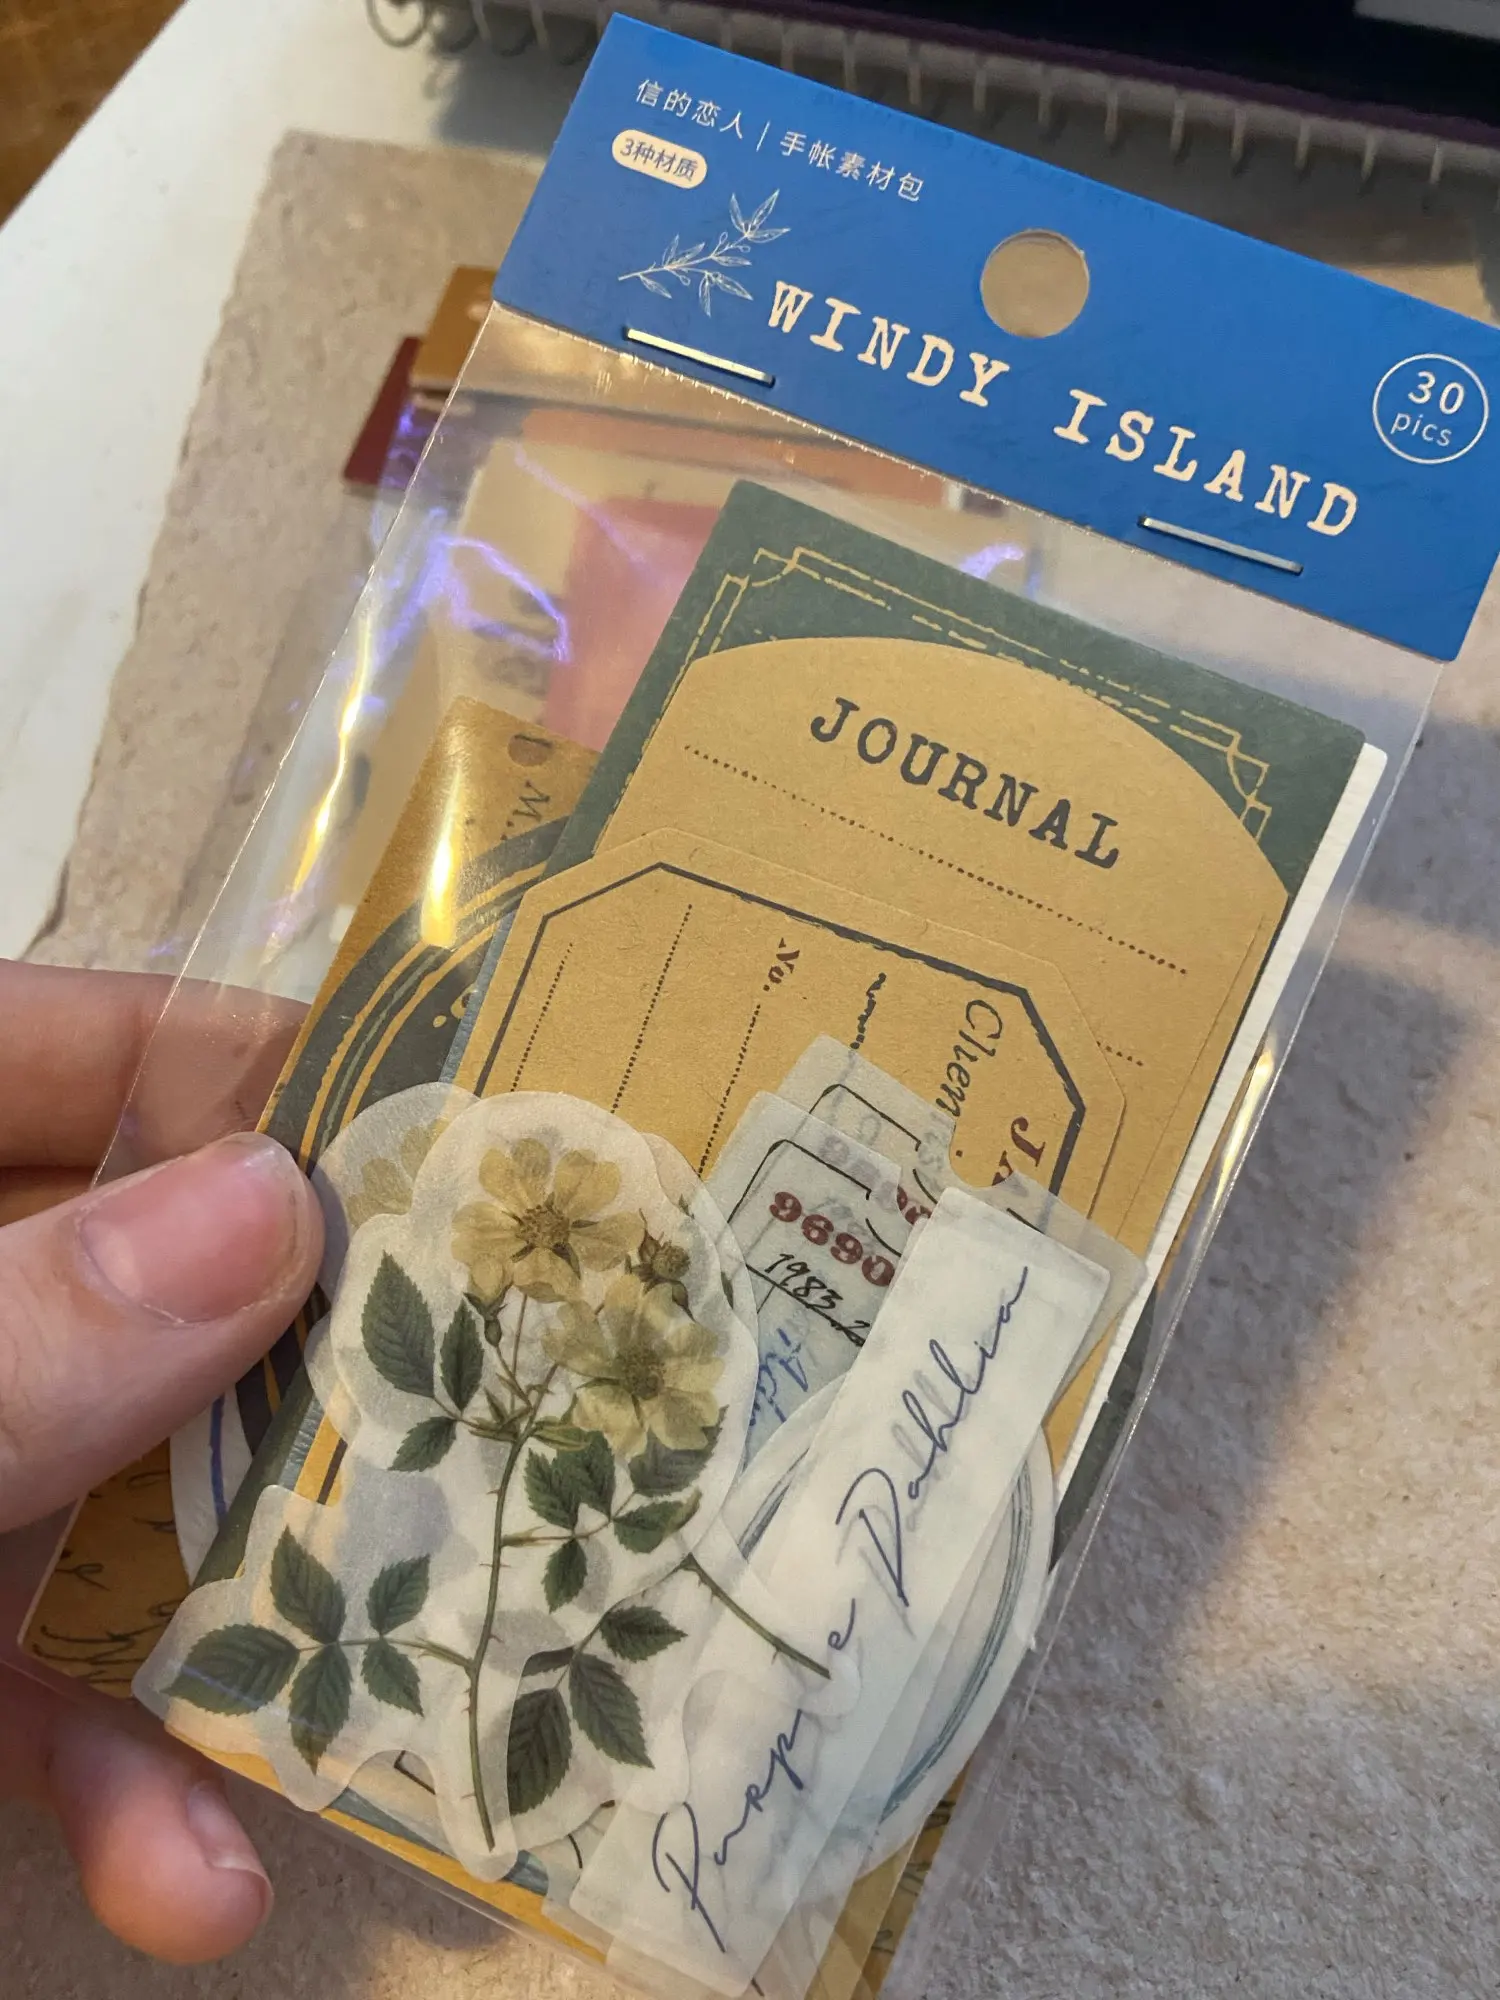 信的恋人 | 手帐素材包
3种材质
WINDY ISLAND
30
pics
JOURNAL
No.
9690
1983
Purple Dahlia